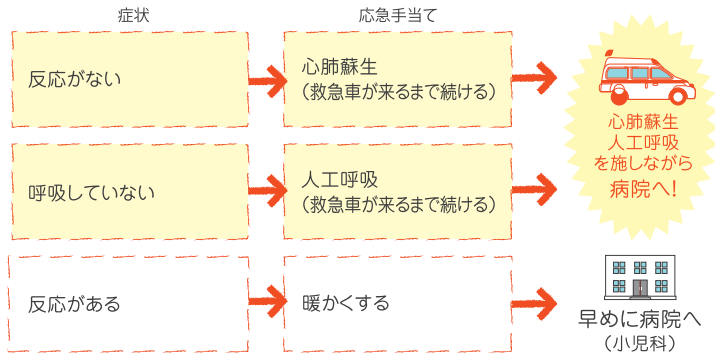 症状
応急手当て
反応がない
心肺蘇生
（救急車が来るまで続ける）
呼吸していない
人工呼吸
（救急車が来るまで続ける）
心肺蘇生
人工呼吸
を施しながら
病院へ！
反応がある
暖かくする
早めに病院へ
（小児科）